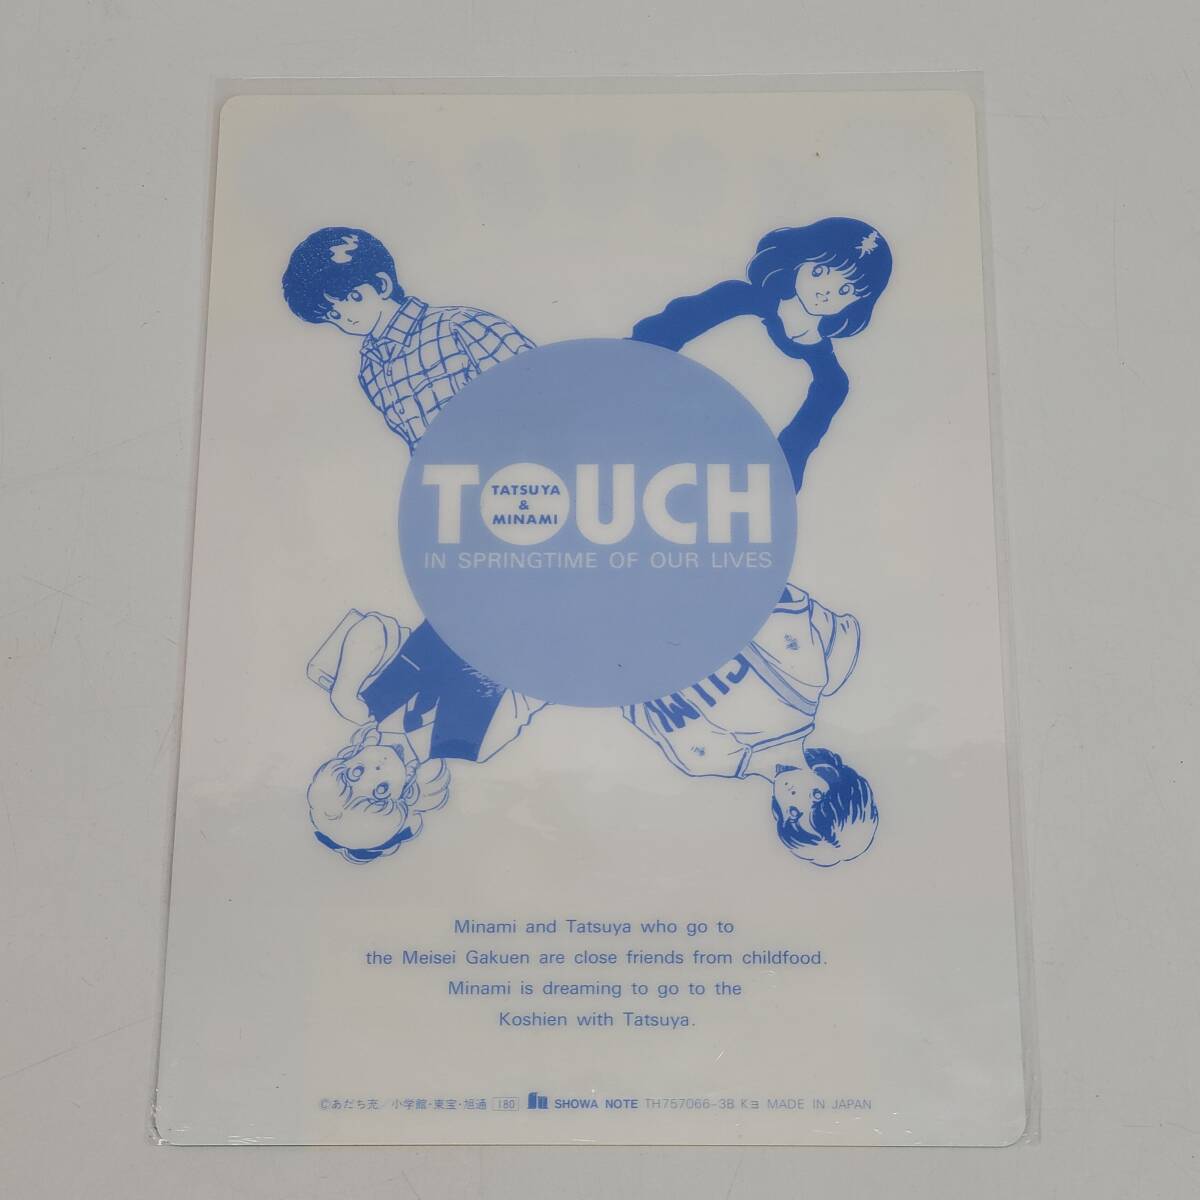 TOUCH
TATSUYA
&
MINAMI
IN SPRINGTIME OF OUR LIVES
Minami and Tatsuya who go to
the Meisei Gakuen are close friends from childfood.
Minami is dreaming to go to the
Koshien with Tatsuya.
©あだち充/小学館・東宝・旭通 180 SHOWA NOTE TH757066-3B Kヨ MADE IN JAPAN